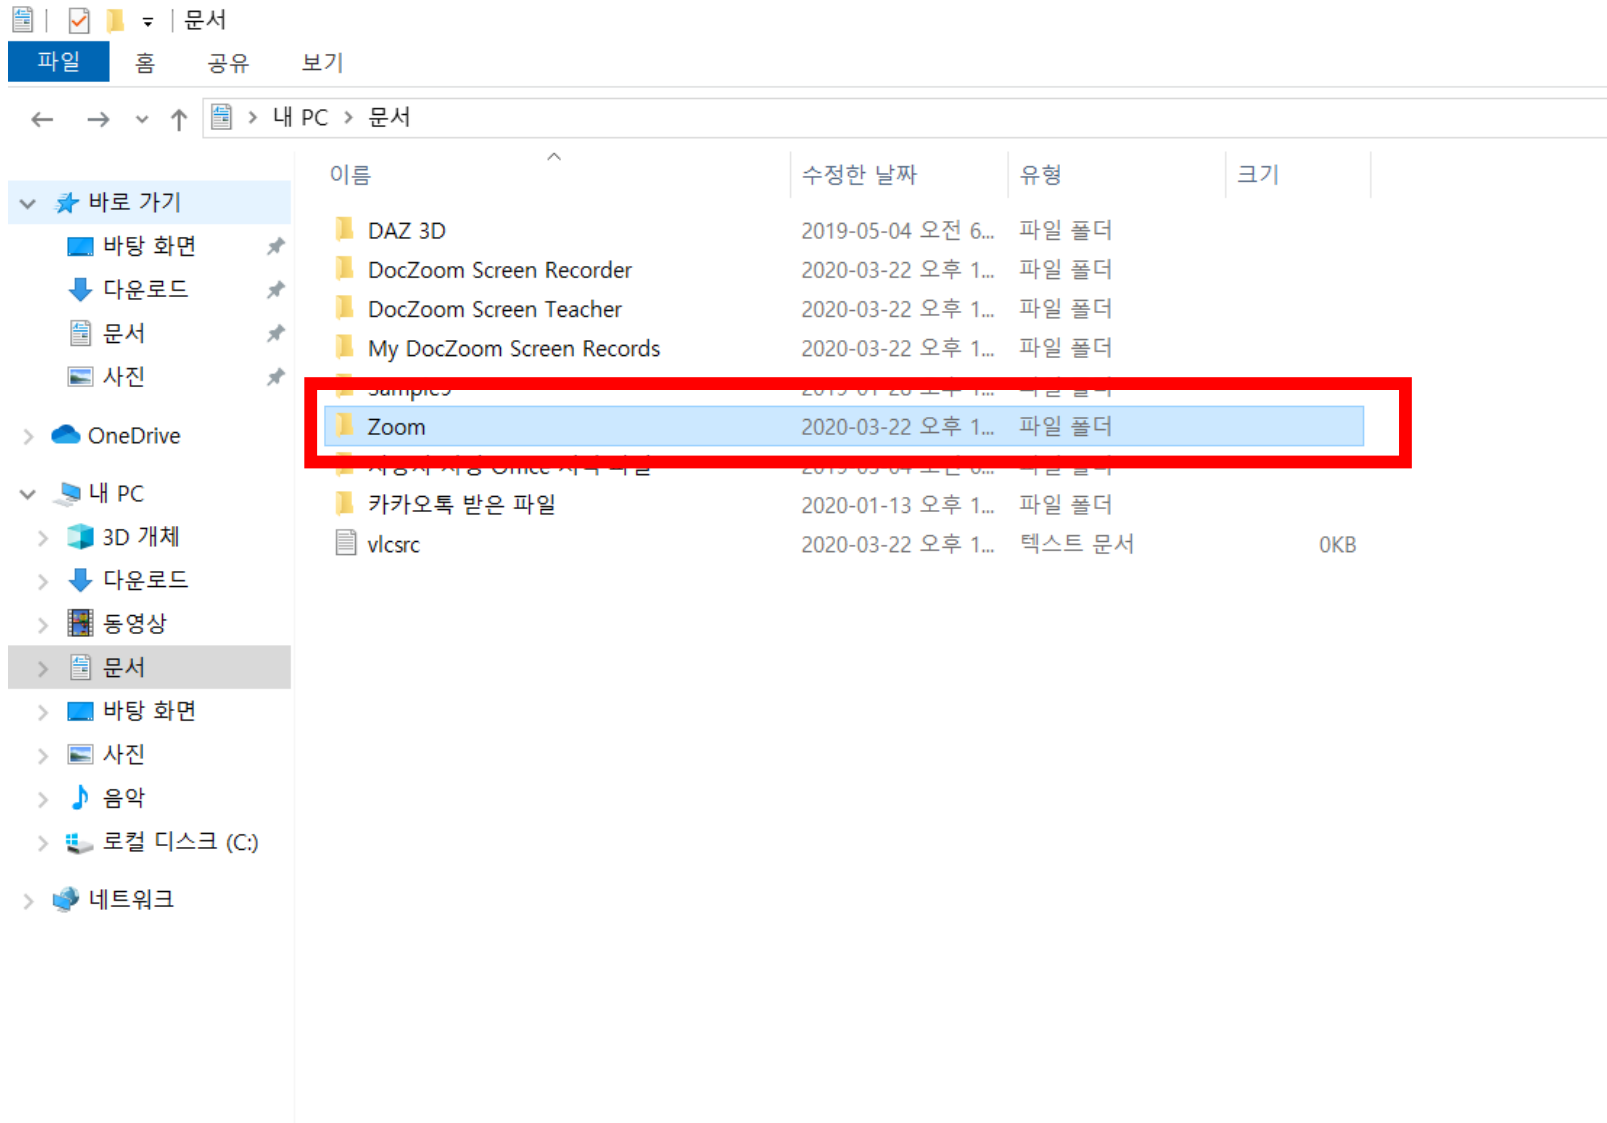 문서
파일 홈 공유 보기
내 PC 문서
이름 수정한 날짜 유형 크기
바로 가기
바탕 화면
다운로드
문서
사진
OneDrive
내 PC
3D 개체
다운로드
동영상
문서
바탕 화면
사진
음악
로컬 디스크 (C:)
네트워크
DAZ 3D 2019-05-04 오전 6... 파일 폴더
DocZoom Screen Recorder 2020-03-22 오후 1... 파일 폴더
DocZoom Screen Teacher 2020-03-22 오후 1... 파일 폴더
My DocZoom Screen Records 2020-03-22 오후 1... 파일 폴더
Zoom 2020-03-22 오후 1... 파일 폴더
카카오톡 받은 파일 2020-01-13 오후 1... 파일 폴더
vlcsrc 2020-03-22 오후 1... 텍스트 문서 0KB